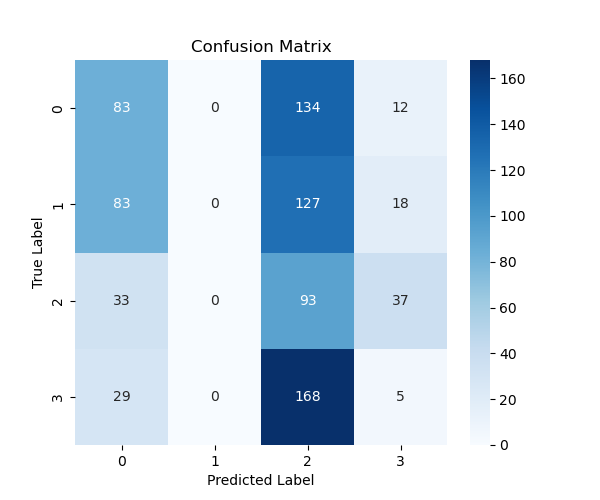 Confusion Matrix
0 83 0 134 12
1 83 0 127 18
2 33 0 93 37
3 29 0 168 5
0 1 2 3
Predicted Label
True Label
160
140
120
100
80
60
40
20
0